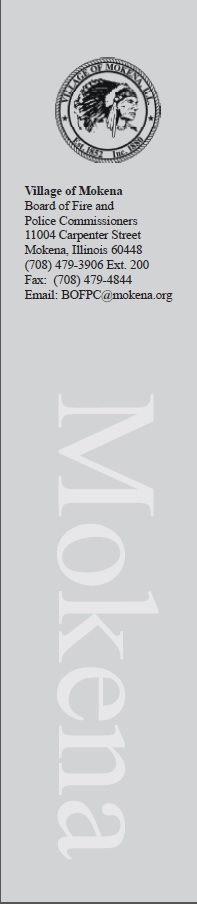 VILLAGE OF MOKENA, IL
Est. 1852 Inc. 1880
Village of Mokena
Board of Fire and
Police Commissioners
11004 Carpenter Street
Mokena, Illinois 60448
(708) 479-3906 Ext. 200
Fax: (708) 479-4844
Email: BOFPC@mokena.org
Mokena